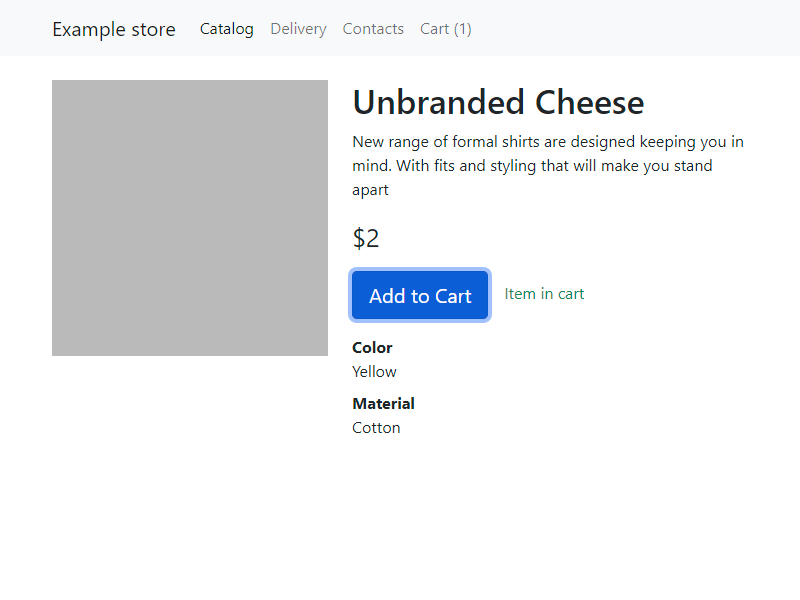 Example store Catalog Delivery Contacts Cart (1)
Unbranded Cheese
New range of formal shirts are designed keeping you in
mind. With fits and styling that will make you stand
apart
$2
Add to Cart Item in cart
Color
Yellow
Material
Cotton